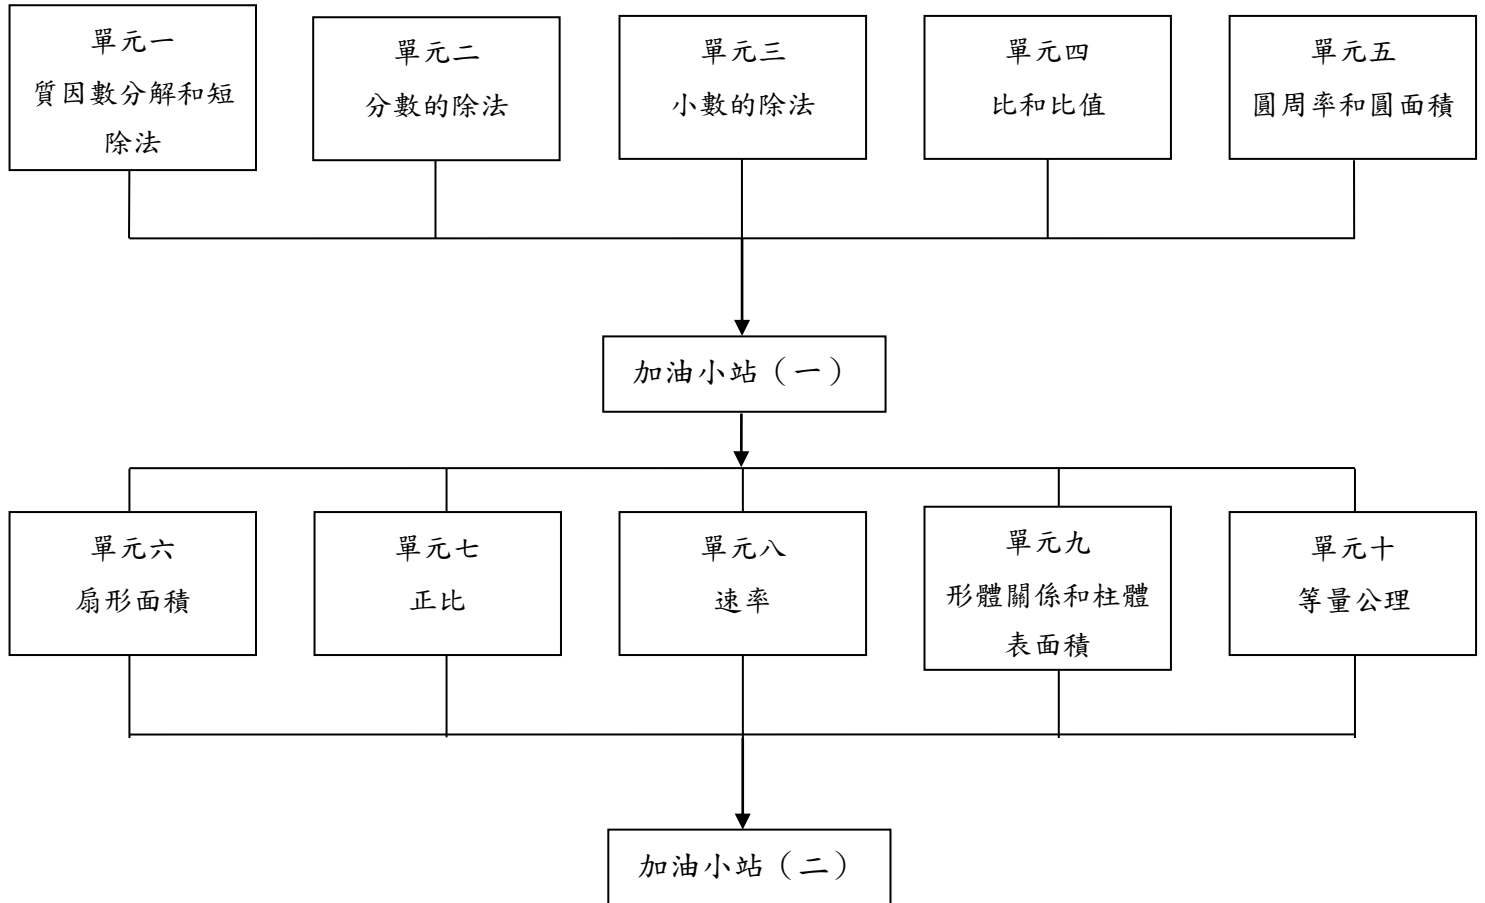 單元一
質因數分解和短
除法
單元二
分數的除法
單元三
小數的除法
單元四
比和比值
單元五
圓周率和圓面積
加油小站（一）
單元六
扇形面積
單元七
正比
單元八
速率
單元九
形體關係和柱體
表面積
單元十
等量公理
加油小站（二）